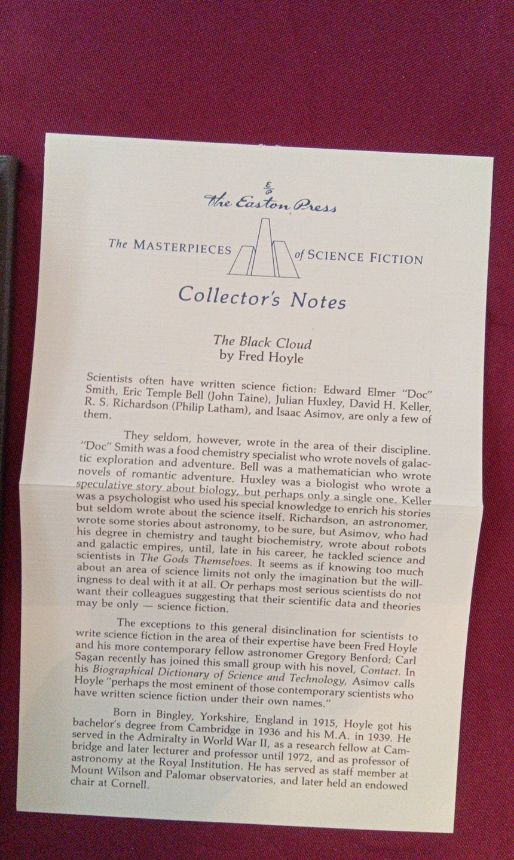 E
P
The Easton Press
The MASTERPIECES of SCIENCE FICTION
Collector's Notes
The Black Cloud
by Fred Hoyle
Scientists often have written science fiction: Edward Elmer "Doc"
Smith, Eric Temple Bell (John Taine), Julian Huxley, David H. Keller,
R. S. Richardson (Philip Latham), and Isaac Asimov, are only a few of
them.
They seldom, however, wrote in the area of their discipline.
"Doc" Smith was a food chemistry specialist who wrote novels of galac-
tic exploration and adventure. Bell was a mathematician who wrote
novels of romantic adventure. Huxley was a biologist who wrote a
speculative story about biology, but perhaps only a single one. Keller
was a psychologist who used his special knowledge to enrich his stories
but seldom wrote about the science itself. Richardson, an astronomer,
wrote some stories about astronomy, to be sure, but Asimov, who had
his degree in chemistry and taught biochemistry, wrote about robots
and galactic empires, until, late in his career, he tackled science and
scientists in The Gods Themselves. It seems as if knowing too much
about an area of science limits not only the imagination but the will-
ingness to deal with it at all. Or perhaps most serious scientists do not
want their colleagues suggesting that their scientific data and theories
may be only — science fiction.
The exceptions to this general disinclination for scientists to
write science fiction in the area of their expertise have been Fred Hoyle
and his more contemporary fellow astronomer Gregory Benford; Carl
Sagan recently has joined this small group with his novel, Contact. In
his Biographical Dictionary of Science and Technology, Asimov calls
Hoyle "perhaps the most eminent of those contemporary scientists who
have written science fiction under their own names."
Born in Bingley, Yorkshire, England in 1915, Hoyle got his
bachelor's degree from Cambridge in 1936 and his M.A. in 1939. He
served in the Admiralty in World War II, as a research fellow at Cam-
bridge and later lecturer and professor until 1972, and as professor of
astronomy at the Royal Institution. He has served as staff member at
Mount Wilson and Palomar observatories, and later held an endowed
chair at Cornell.